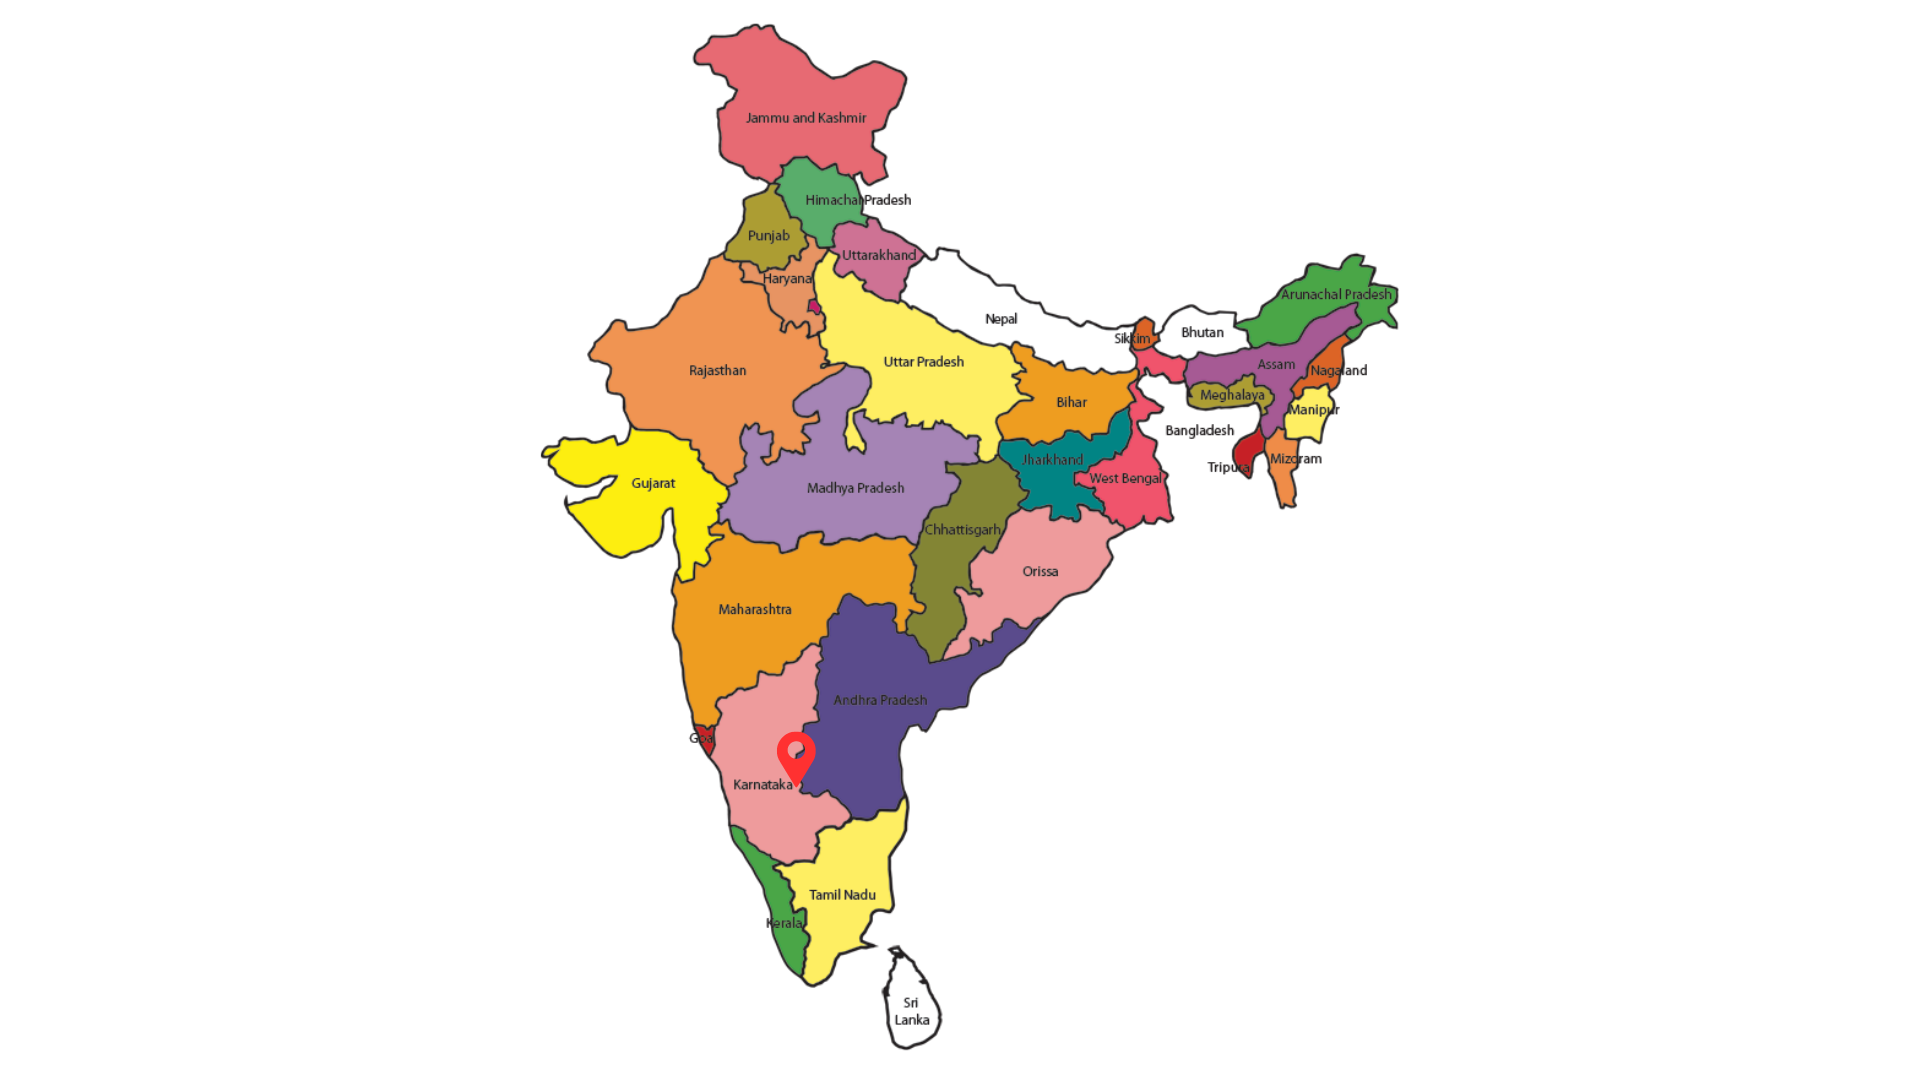 Jammu and Kashmir
Himachal Pradesh
Punjab
Uttarakhand
Haryana
Arunachal Pradesh
Nepal
Bhutan
Sikkim
Uttar Pradesh
Assam
Rajasthan
Nagaland
Meghalaya
Bihar
Manipur
Bangladesh
Jharkhand
Mizoram
Tripura
West Bengal
Gujarat
Madhya Pradesh
Chhattisgarh
Orissa
Maharashtra
Andhra Pradesh
Goa
Karnataka
Tamil Nadu
Kerala
Sri
Lanka